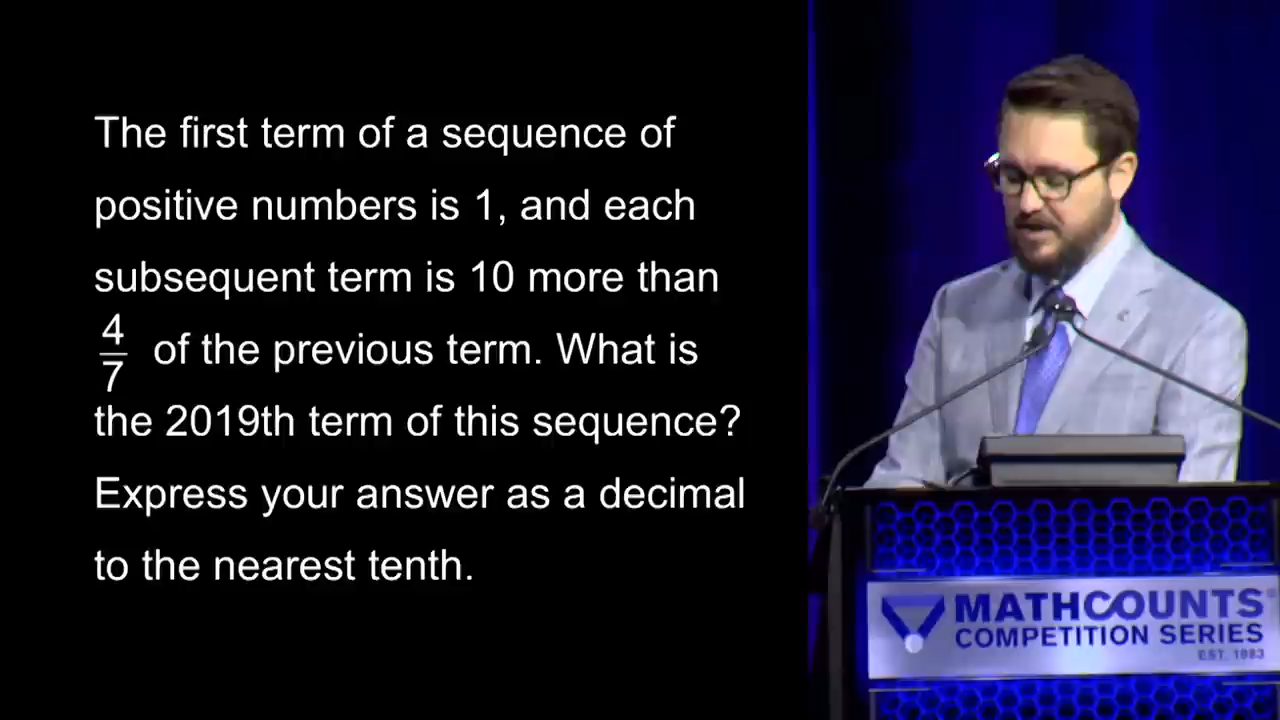 The first term of a sequence of
positive numbers is 1, and each
subsequent term is 10 more than
4/7 of the previous term. What is
the 2019th term of this sequence?
Express your answer as a decimal
to the nearest tenth.
MATHCOUNTS
COMPETITION SERIES
EST. 1983